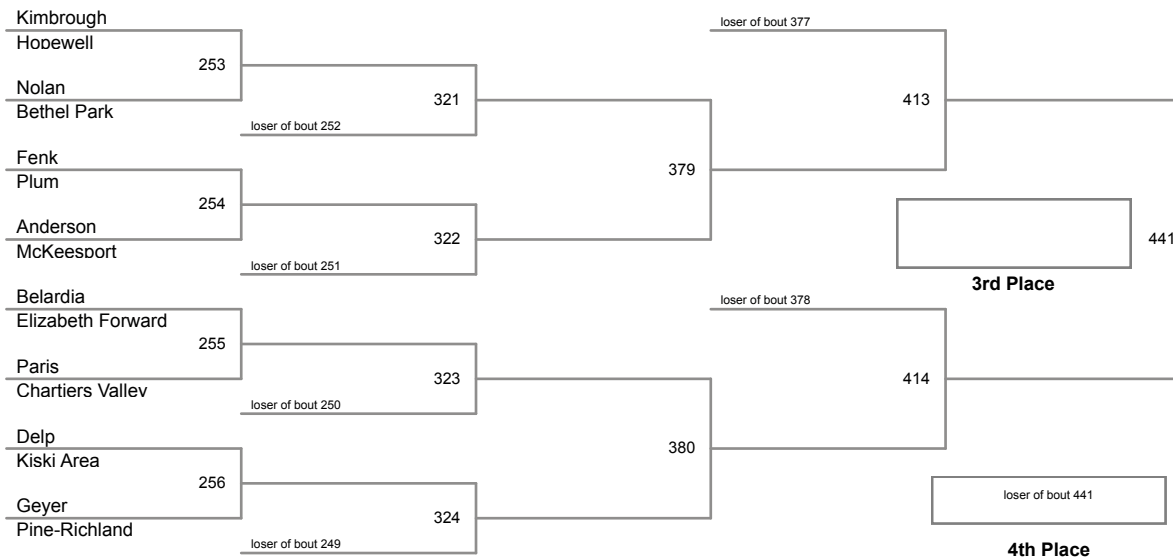 Kimbrough
Hopewell
253
Nolan
Bethel Park
loser of bout 252
321
Fenk
Plum
254
Anderson
McKeesport
loser of bout 251
322
379
loser of bout 377
413
Belardia
Elizabeth Forward
255
Paris
Chartiers Valley
loser of bout 250
323
Delp
Kiski Area
256
Geyer
Pine-Richland
loser of bout 249
324
380
loser of bout 378
414
441
3rd Place
loser of bout 441
4th Place